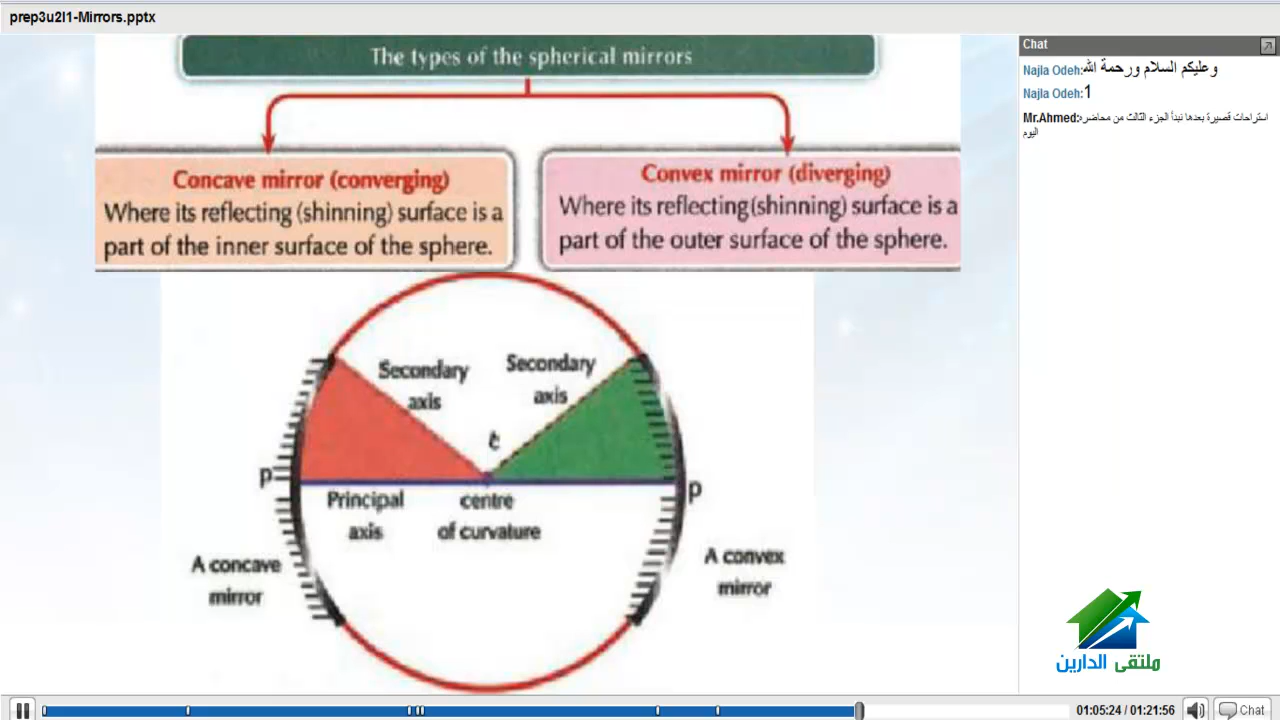 prep3u2l1-Mirrors.pptx
The types of the spherical mirrors
Concave mirror (converging)
Where its reflecting (shinning) surface is a
part of the inner surface of the sphere.
Convex mirror (diverging)
Where its reflecting(shinning) surface is a
part of the outer surface of the sphere.
Secondary
axis
Secondary
axis
p
Principal
axis
centre
of curvature
p
A concave
mirror
A convex
mirror
Chat
Najla Odeh:وعليكم السلام ورحمة الله
Najla Odeh:1
Mr.Ahmed:استراحات قصيرة بعدها نبدأ الجزء الثالث من محاضره
اليوم
ملتقى الدارين
01:05:24 / 01:21:56
Chat